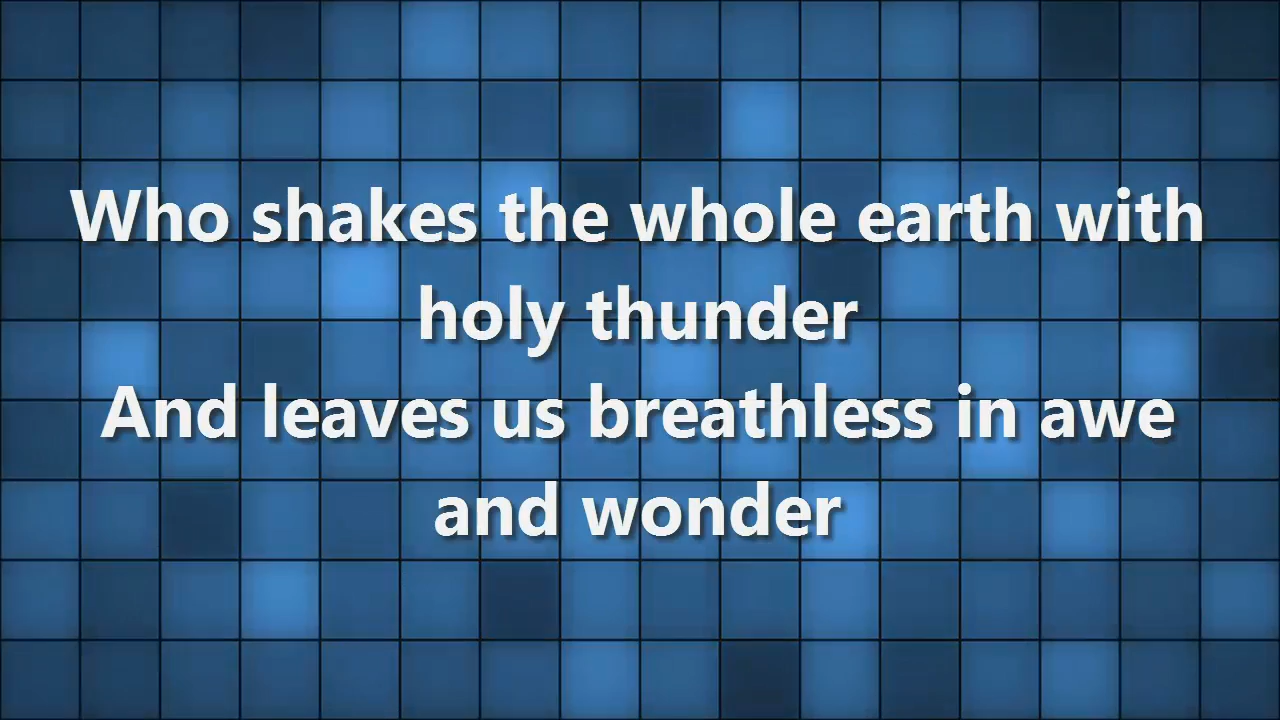 Who shakes the whole earth with
holy thunder
And leaves us breathless in awe
and wonder